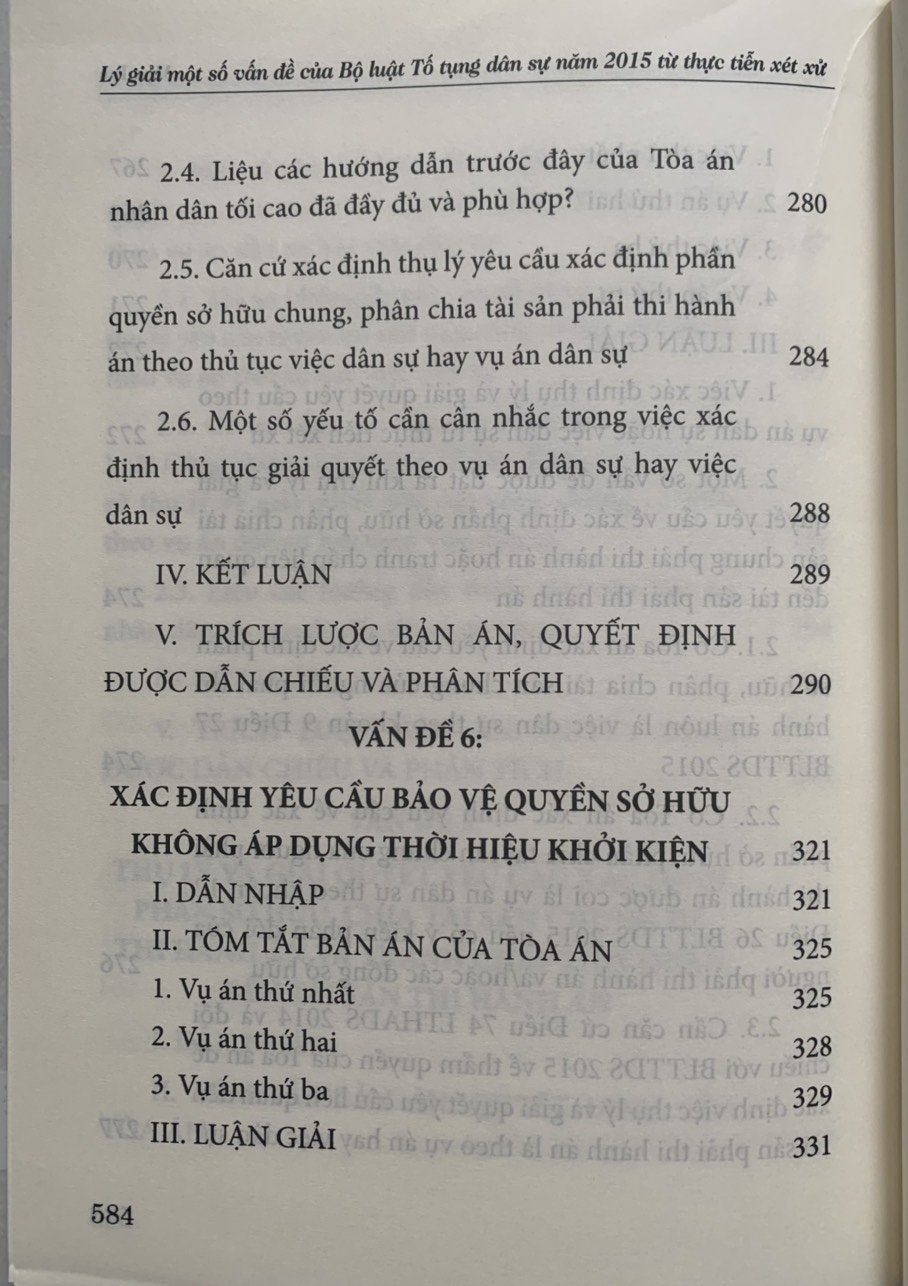 Lý giải một số vấn đề của Bộ luật Tố tụng dân sự năm 2015 từ thực tiễn xét xử
2.4. Liệu các hướng dẫn trước đây của Tòa án
nhân dân tối cao đã đầy đủ và phù hợp? 280
2.5. Căn cứ xác định thụ lý yêu cầu xác định phần
quyền sở hữu chung, phân chia tài sản phải thi hành
án theo thủ tục việc dân sự hay vụ án dân sự 284
2.6. Một số yếu tố cần cân nhắc trong việc xác
định thủ tục giải quyết theo vụ án dân sự hay việc
dân sự 288
IV. KẾT LUẬN 289
V. TRÍCH LƯỢC BẢN ÁN, QUYẾT ĐỊNH
ĐƯỢC DẪN CHIẾU VÀ PHÂN TÍCH 290
VẤN ĐỀ 6:
XÁC ĐỊNH YÊU CẦU BẢO VỆ QUYỀN SỞ HỮU
KHÔNG ÁP DỤNG THỜI HIỆU KHỞI KIỆN 321
I. DẪN NHẬP 321
II. TÓM TẮT BẢN ÁN CỦA TÒA ÁN 325
1. Vụ án thứ nhất 325
2. Vụ án thứ hai 328
3. Vụ án thứ ba 329
III. LUẬN GIẢI 331
584